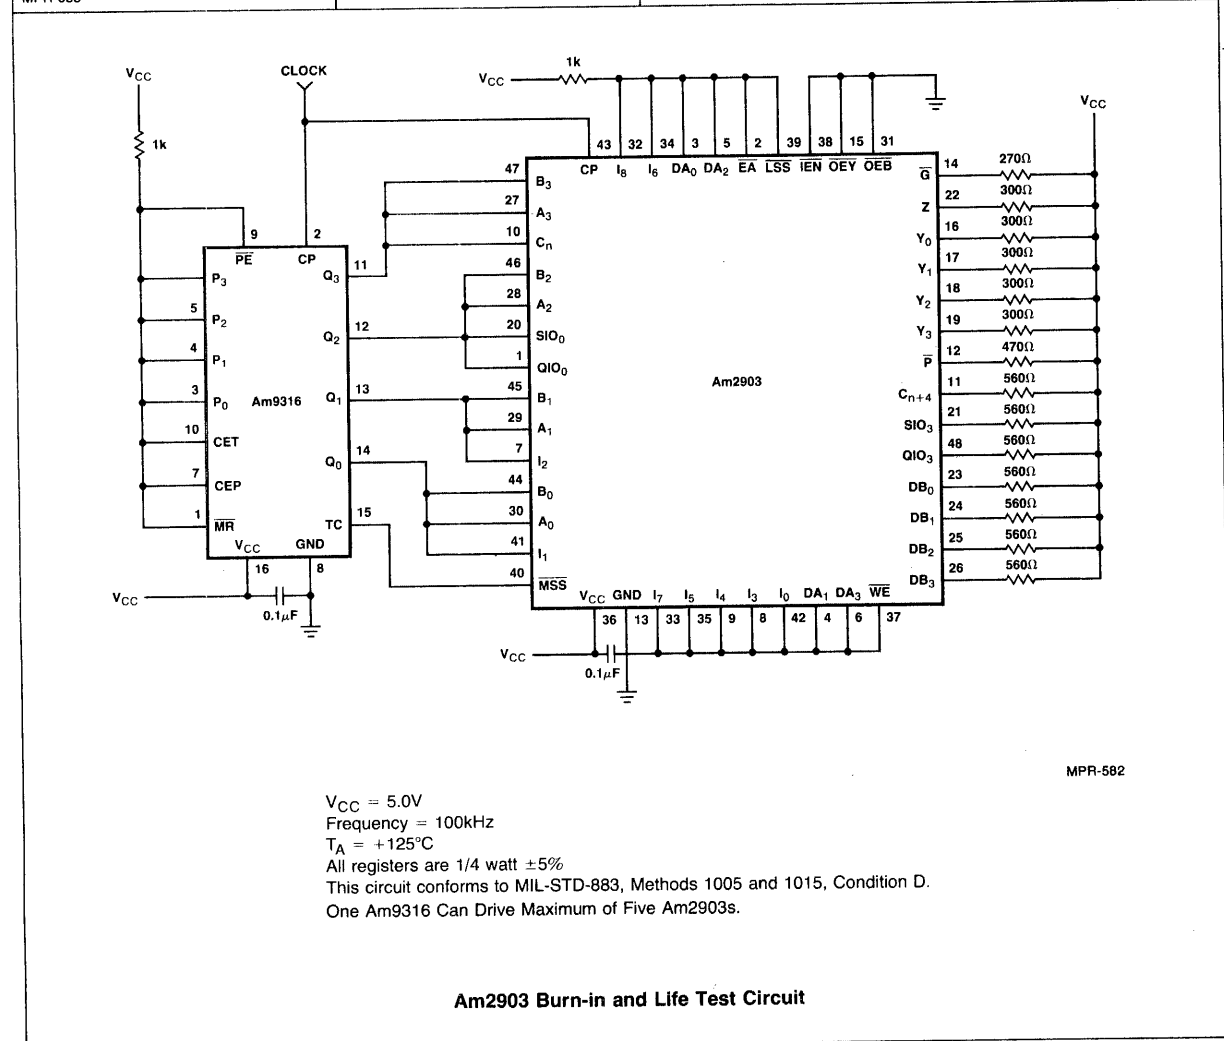 VCC
CLOCK
VCC
1k
VCC
1k
43 32 34 3 5 2 39 38 15 31
CP I8 I6 DA0 DA2 E̅A̅ L̅S̅S̅ I̅E̅N̅ O̅E̅Y̅ O̅E̅B̅
47 B3
27 A3
10 Cn
46 B2
28 A2
20 SIO0
1 QIO0
45 B1
29 A1
7 I2
44 B0
30 A0
41 I1
40 M̅S̅S̅
Am2903
G̅ 14 270Ω
Z 22 300Ω
Y0 16 300Ω
Y1 17 300Ω
Y2 18 300Ω
Y3 19 300Ω
P̅ 12 470Ω
Cn+4 11 560Ω
SIO3 21 560Ω
QIO3 48 560Ω
DB0 23 560Ω
DB1 24 560Ω
DB2 25 560Ω
DB3 26 560Ω
VCC GND I7 I5 I4 I3 I0 DA1 DA3 W̅E̅
36 13 33 35 9 8 42 4 6 37
VCC
0.1μF
9 2
P̅E̅ CP
P3
5 P2
4 P1
3 P0
10 CET
7 CEP
1 M̅R̅
Am9316
Q3 11
Q2 12
Q1 13
Q0 14
TC 15
VCC GND
16 8
VCC
0.1μF
MPR-582
VCC = 5.0V
Frequency = 100kHz
TA = +125°C
All registers are 1/4 watt ±5%
This circuit conforms to MIL-STD-883, Methods 1005 and 1015, Condition D.
One Am9316 Can Drive Maximum of Five Am2903s.
Am2903 Burn-in and Life Test Circuit